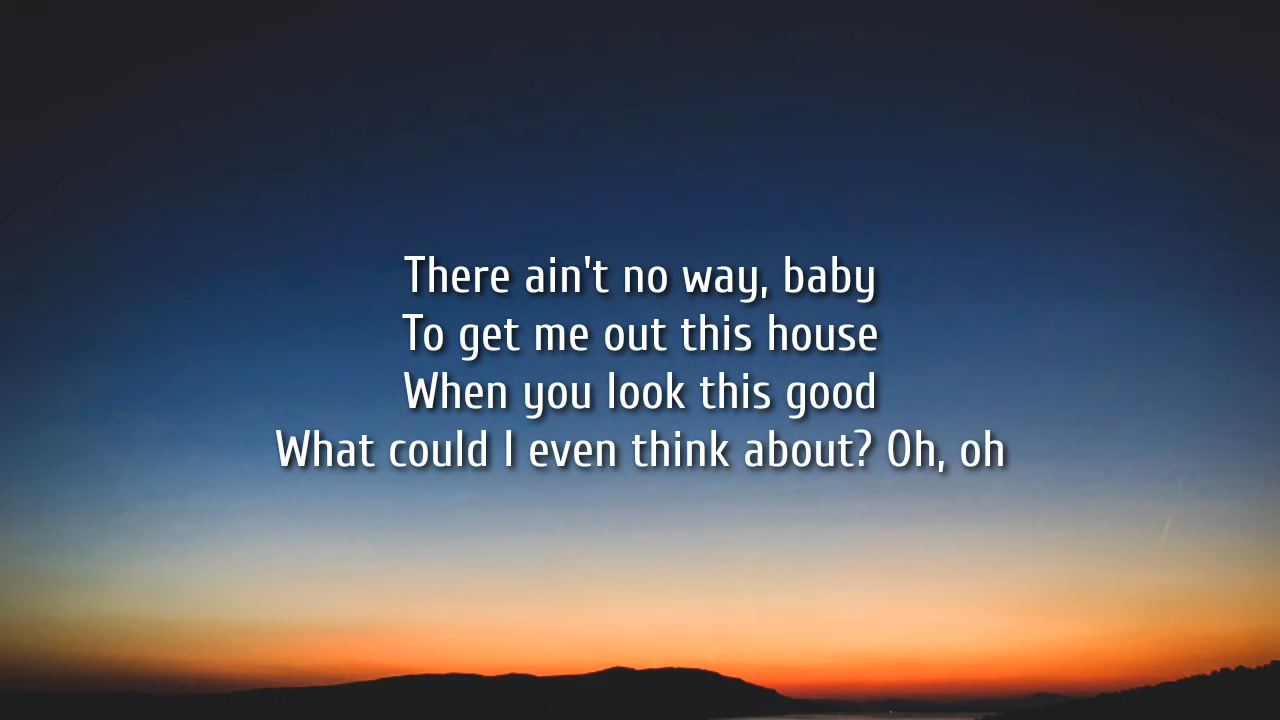 There ain't no way, baby
To get me out this house
When you look this good
What could I even think about? Oh, oh